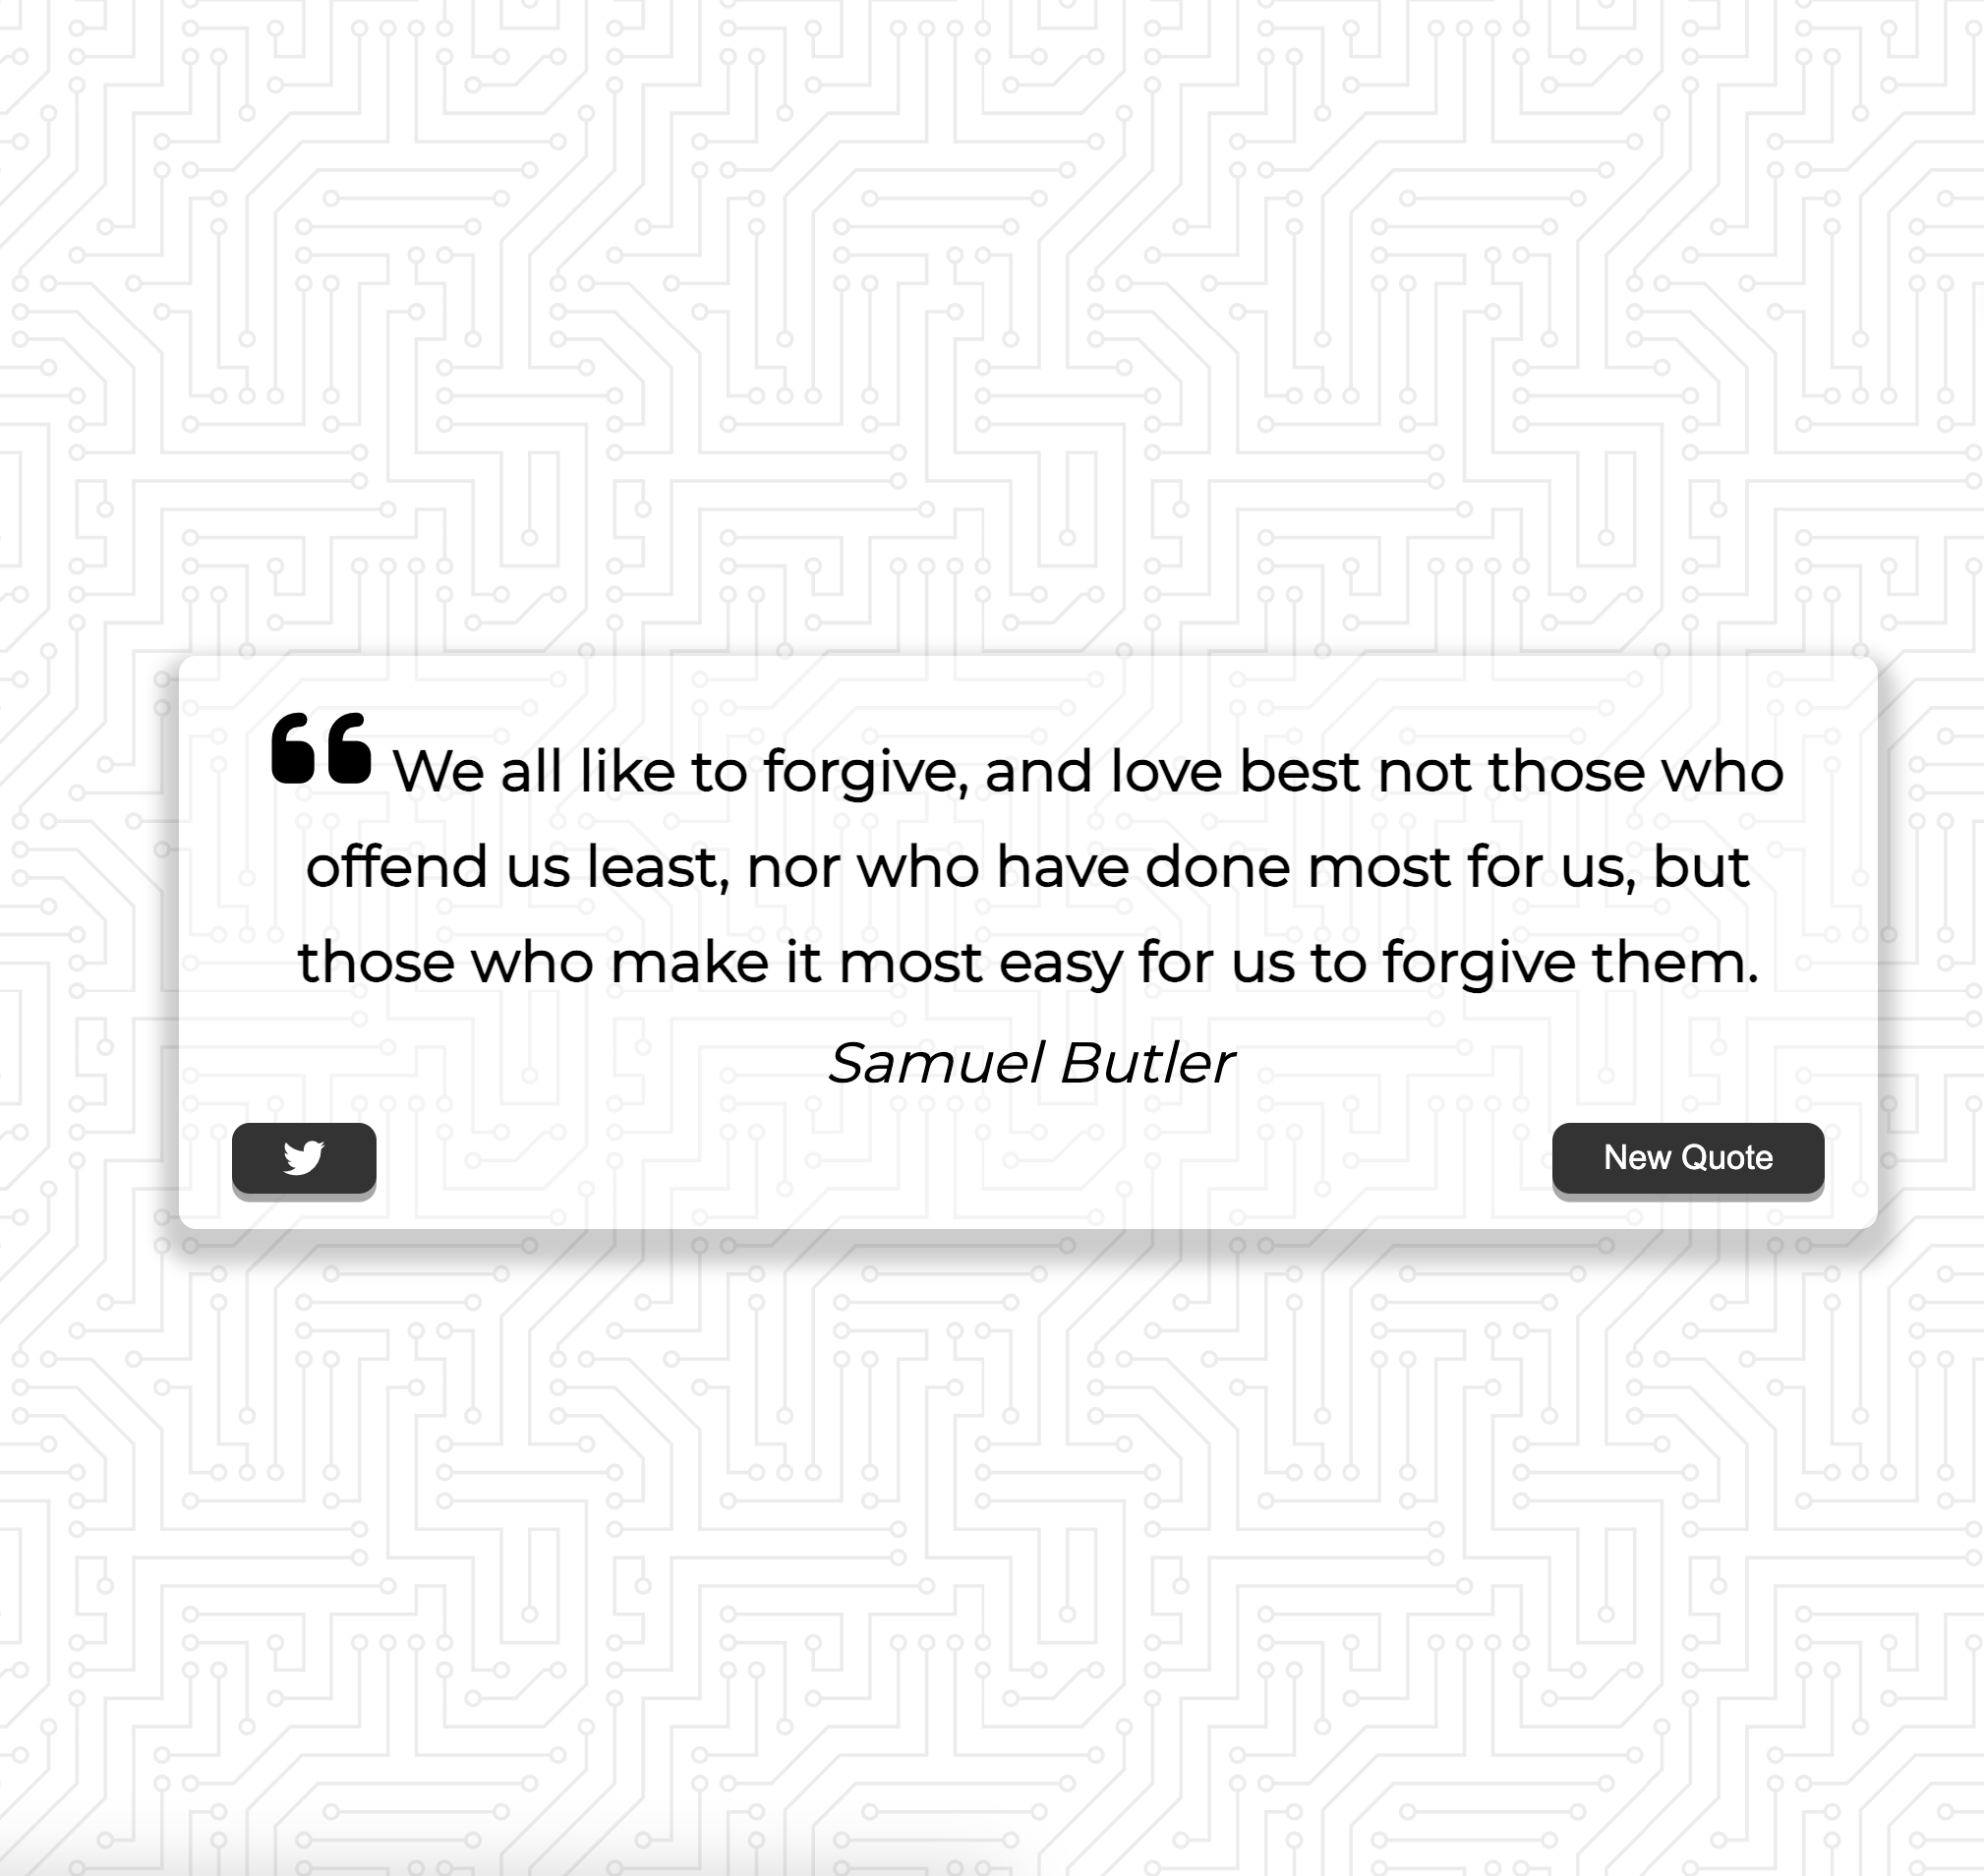 We all like to forgive, and love best not those who
offend us least, nor who have done most for us, but
those who make it most easy for us to forgive them.
Samuel Butler
New Quote